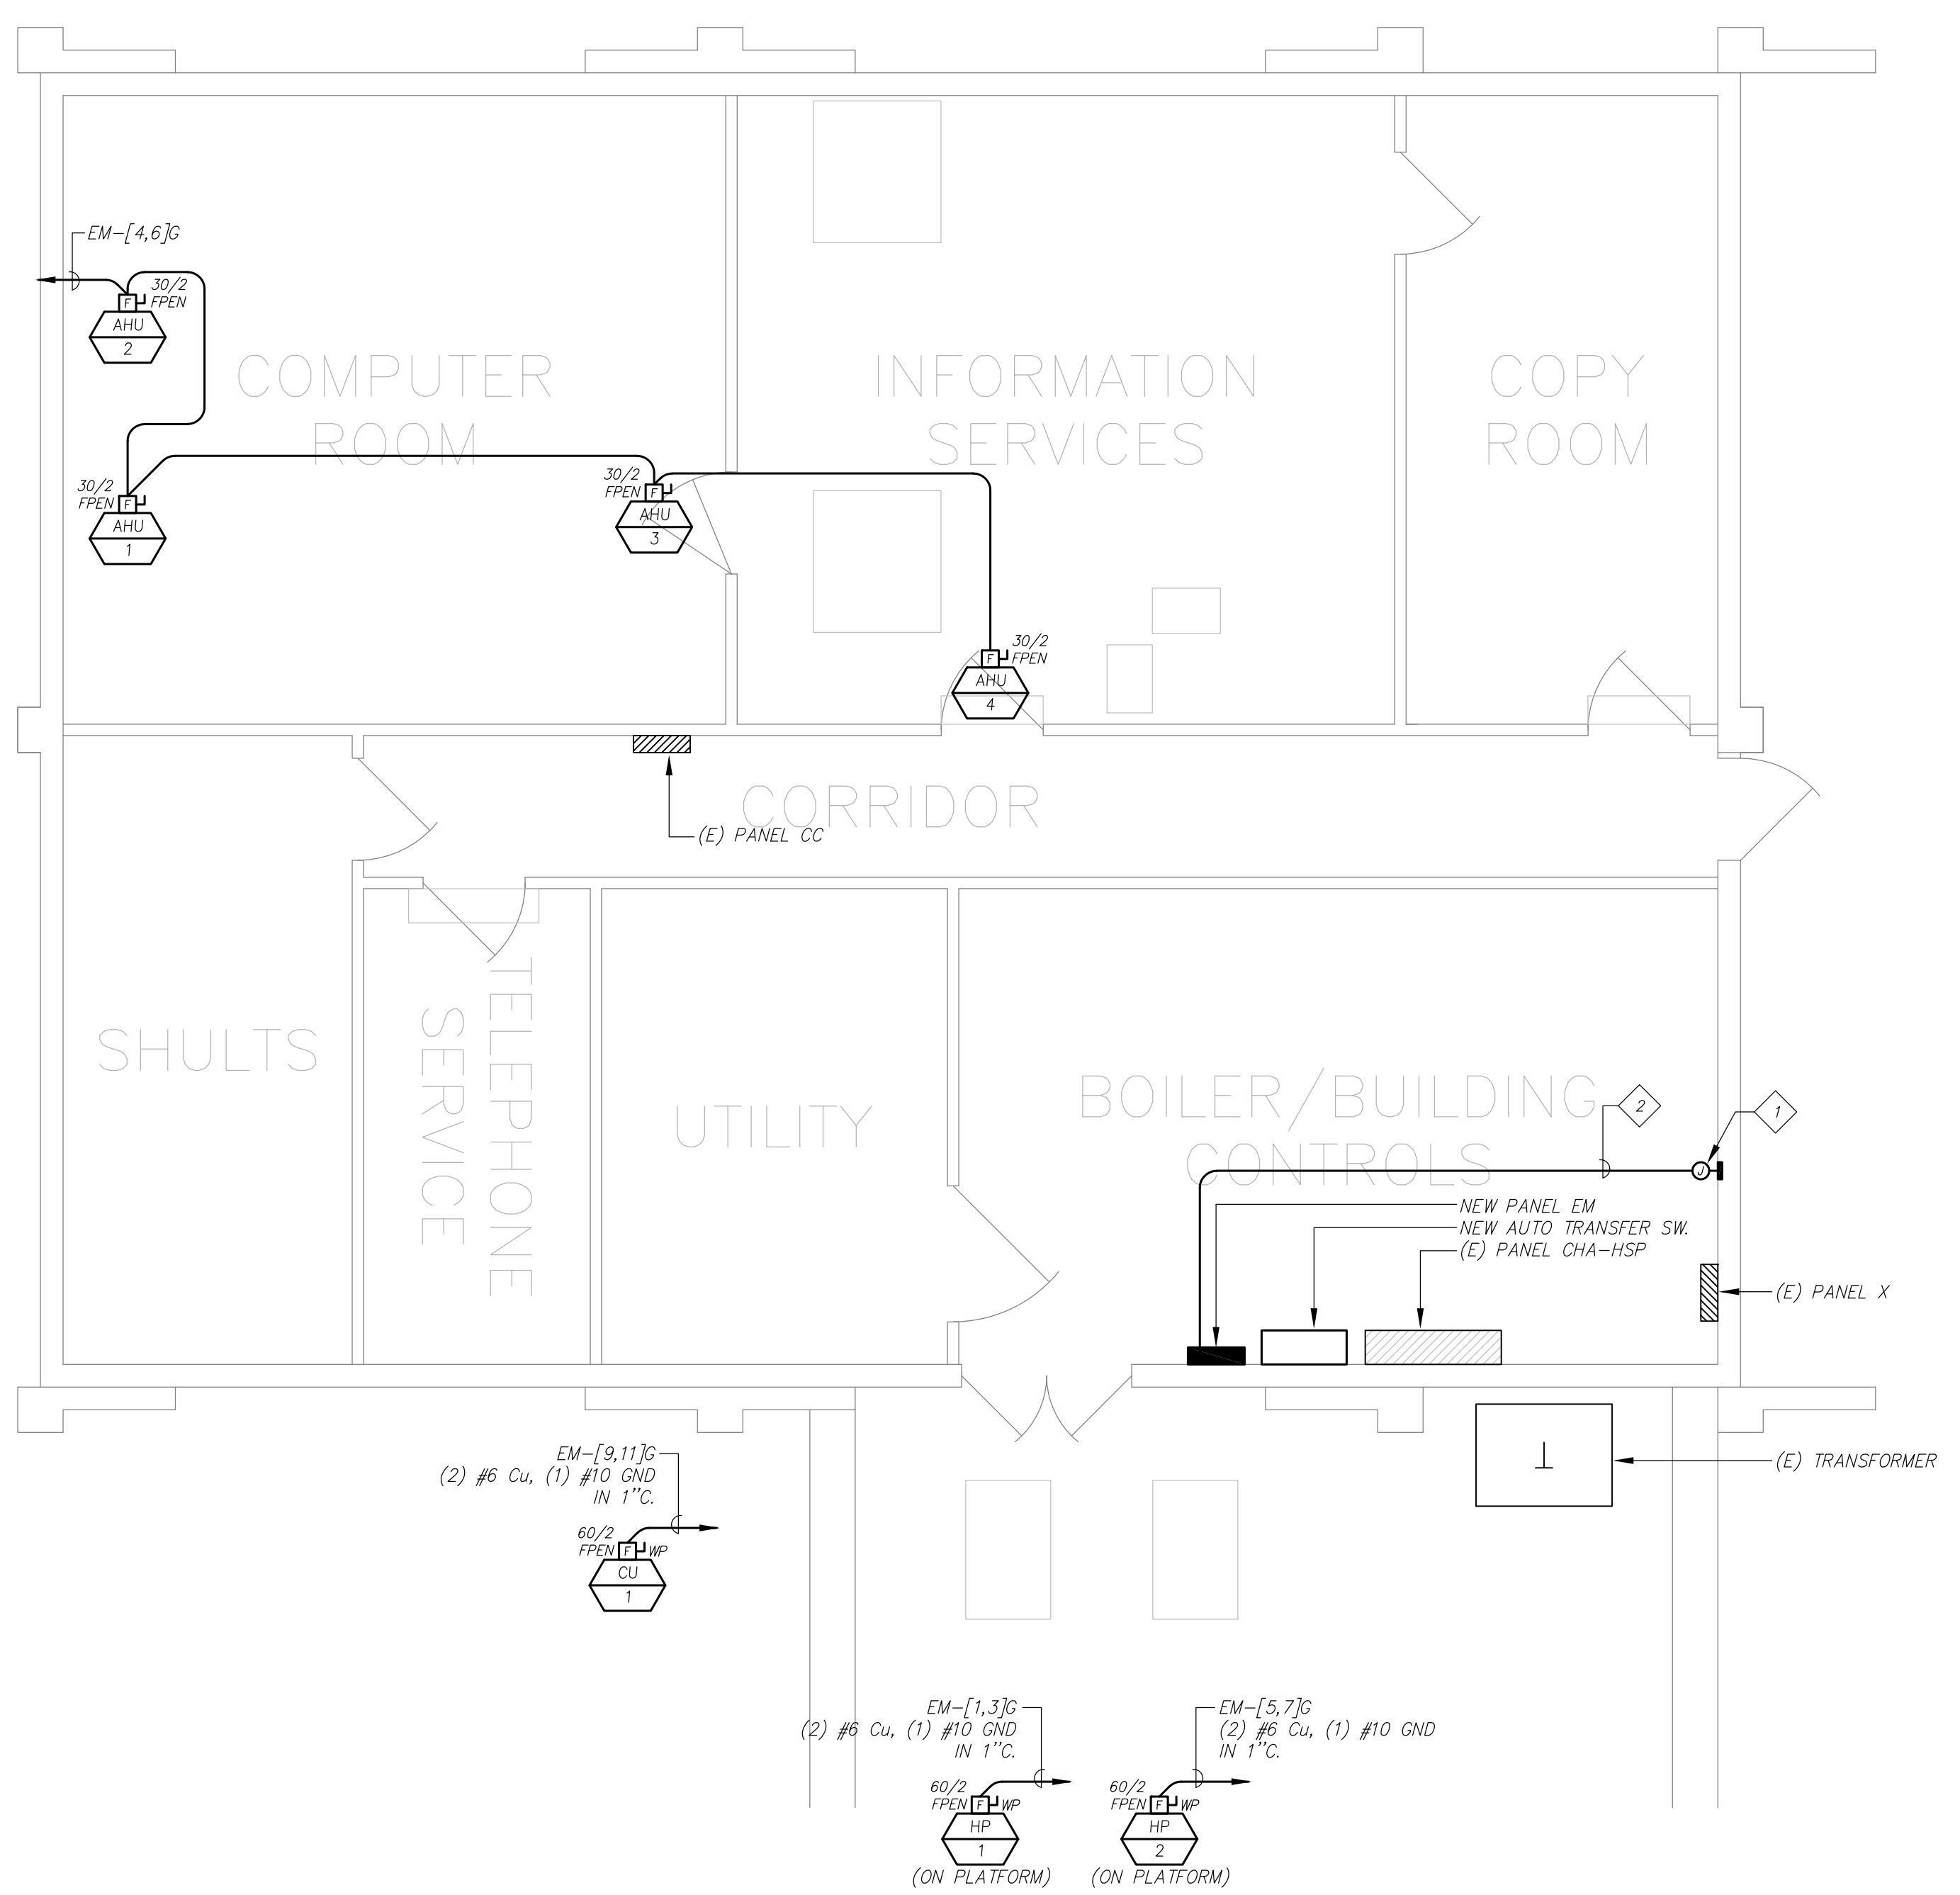 EM-[4,6]G
30/2
FPEN
F
AHU
2
COMPUTER
ROOM
INFORMATION
SERVICES
COPY
ROOM
30/2
FPEN
F
AHU
1
30/2
FPEN
F
AHU
3
30/2
FPEN
F
AHU
4
CORRIDOR
(E) PANEL CC
SHULTS
TELEPHONE
SERVICE
UTILITY
BOILER/BUILDING
CONTROLS
2
1
J
NEW PANEL EM
NEW AUTO TRANSFER SW.
(E) PANEL CHA-HSP
(E) PANEL X
(E) TRANSFORMER
EM-[9,11]G
(2) #6 Cu, (1) #10 GND
IN 1"C.
60/2
FPEN
F
WP
CU
1
EM-[1,3]G
(2) #6 Cu, (1) #10 GND
IN 1"C.
60/2
FPEN
F
WP
HP
1
(ON PLATFORM)
EM-[5,7]G
(2) #6 Cu, (1) #10 GND
IN 1"C.
60/2
FPEN
F
WP
HP
2
(ON PLATFORM)